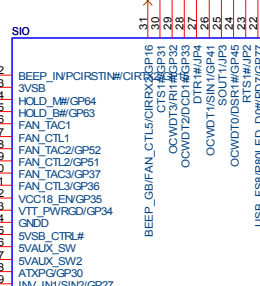 SIO
31
30
29
28
27
26
25
24
23
22
BEEP_GB/FAN_CTL5/CIRRX2/GP16
CTS1#/GP31
OCWDT3/RI1#/GP32
OCWDT2/DCD1#/GP33
DTR1#/JP4
OCWDT1/SIN1/GP41
SOUT1/JP3
OCWDT0/DSR1#/GP45
RTS1#/JP2
BEEP_IN/PCIRSTIN#/CIRTX2/GP15
3VSB
HOLD_M#/GP64
HOLD_B#/GP63
FAN_TAC1
FAN_CTL1
FAN_TAC2/GP52
FAN_CTL2/GP51
FAN_TAC3/GP37
FAN_CTL3/GP36
VCC18_EN/GP35
VTT_PWRGD/GP34
GNDD
5VSB_CTRL#
5VAUX_SW
5VAUX_SW2
ATXPG/GP30